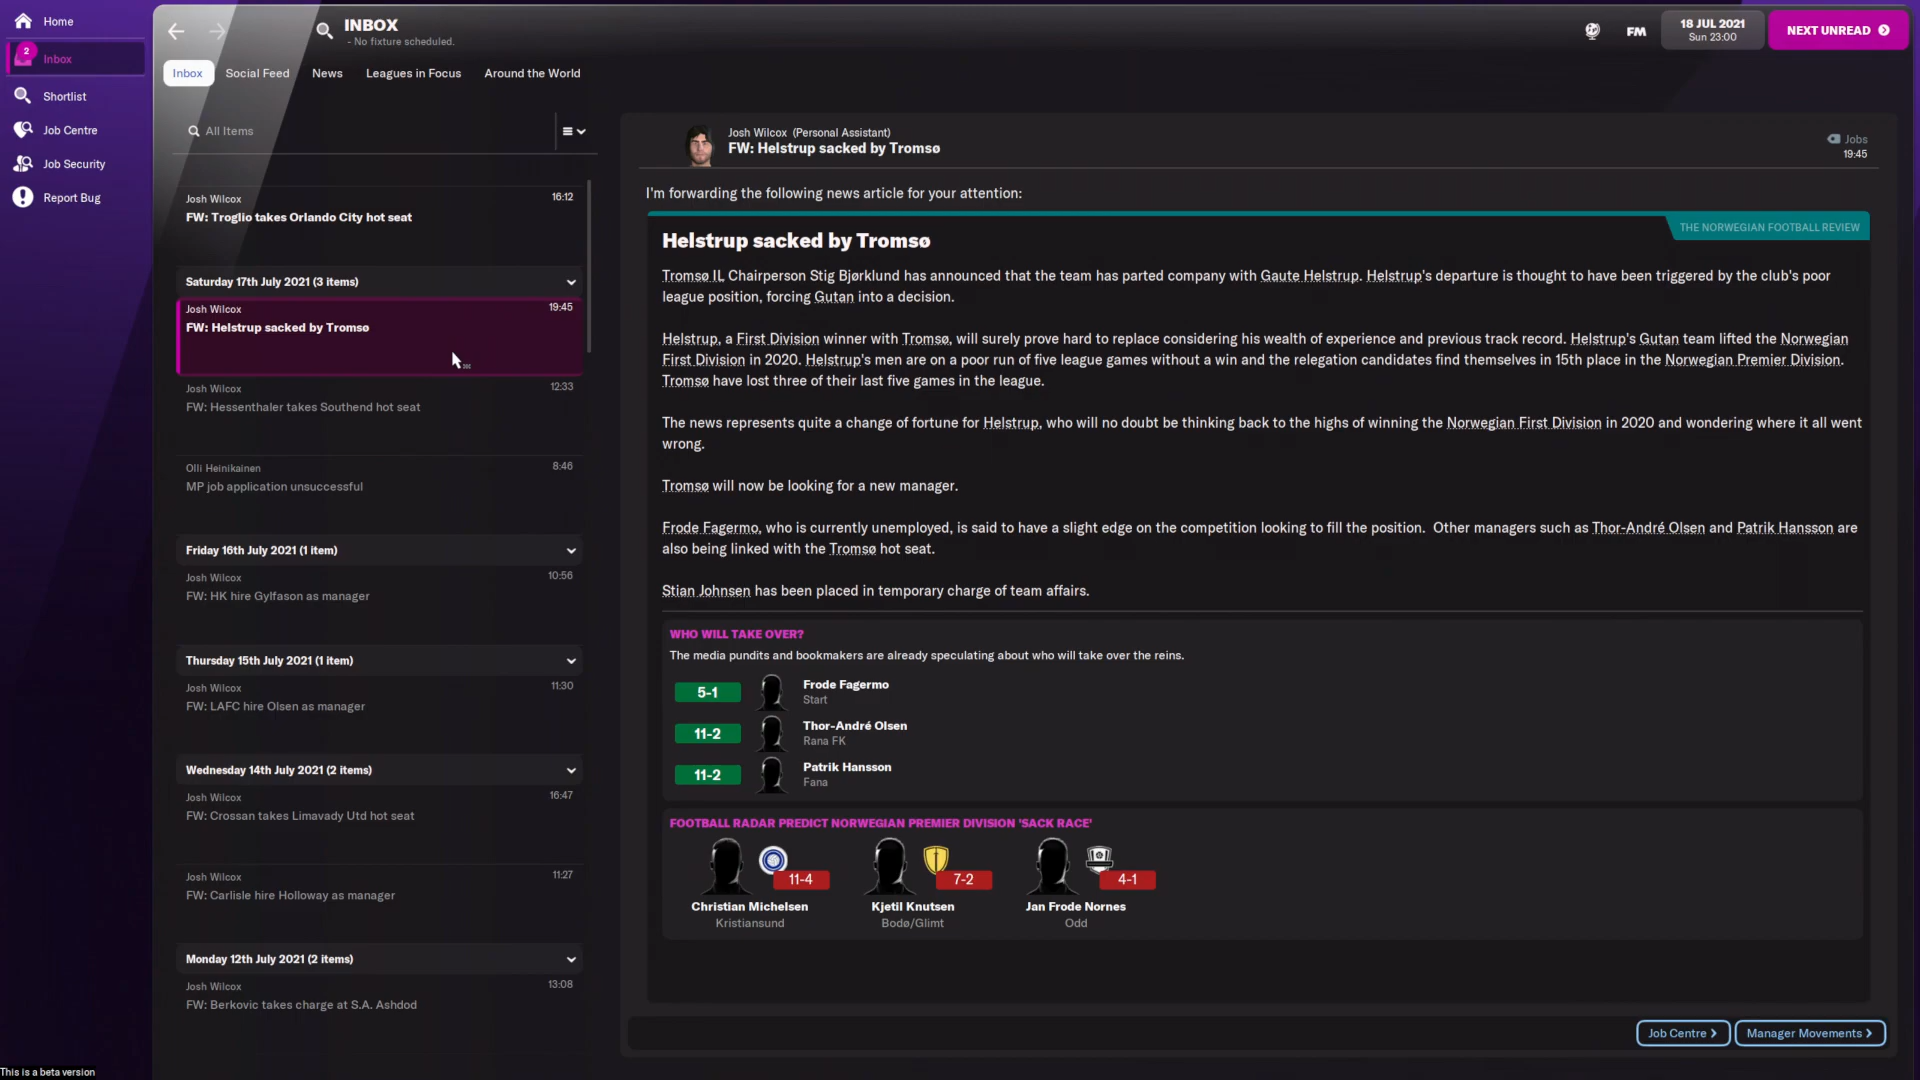 Home
2
Inbox
Shortlist
Job Centre
Job Security
Report Bug
INBOX
- No fixture scheduled.
FM
18 JUL 2021
Sun 23:00
NEXT UNREAD
Inbox
Social Feed
News
Leagues in Focus
Around the World
All Items
Josh Wilcox
16:12
FW: Troglio takes Orlando City hot seat
Saturday 17th July 2021 (3 items)
Josh Wilcox
19:45
FW: Helstrup sacked by Tromsø
Josh Wilcox
12:33
FW: Hessenthaler takes Southend hot seat
Olli Heinikainen
8:46
MP job application unsuccessful
Friday 16th July 2021 (1 item)
Josh Wilcox
10:56
FW: HK hire Gylfason as manager
Thursday 15th July 2021 (1 item)
Josh Wilcox
11:30
FW: LAFC hire Olsen as manager
Wednesday 14th July 2021 (2 items)
Josh Wilcox
16:47
FW: Crossan takes Limavady Utd hot seat
Josh Wilcox
11:27
FW: Carlisle hire Holloway as manager
Monday 12th July 2021 (2 items)
Josh Wilcox
13:08
FW: Berkovic takes charge at S.A. Ashdod
Josh Wilcox (Personal Assistant)
FW: Helstrup sacked by Tromsø
Jobs
19:45
I'm forwarding the following news article for your attention:
THE NORWEGIAN FOOTBALL REVIEW
Helstrup sacked by Tromsø
Tromsø IL Chairperson Stig Bjørklund has announced that the team has parted company with Gaute Helstrup. Helstrup's departure is thought to have been triggered by the club's poor
league position, forcing Gutan into a decision.
Helstrup, a First Division winner with Tromsø, will surely prove hard to replace considering his wealth of experience and previous track record. Helstrup's Gutan team lifted the Norwegian
First Division in 2020. Helstrup's men are on a poor run of five league games without a win and the relegation candidates find themselves in 15th place in the Norwegian Premier Division.
Tromsø have lost three of their last five games in the league.
The news represents quite a change of fortune for Helstrup, who will no doubt be thinking back to the highs of winning the Norwegian First Division in 2020 and wondering where it all went
wrong.
Tromsø will now be looking for a new manager.
Frode Fagermo, who is currently unemployed, is said to have a slight edge on the competition looking to fill the position. Other managers such as Thor-André Olsen and Patrik Hansson are
also being linked with the Tromsø hot seat.
Stian Johnsen has been placed in temporary charge of team affairs.
WHO WILL TAKE OVER?
The media pundits and bookmakers are already speculating about who will take over the reins.
5-1
Frode Fagermo
Start
11-2
Thor-André Olsen
Rana FK
11-2
Patrik Hansson
Fana
FOOTBALL RADAR PREDICT NORWEGIAN PREMIER DIVISION 'SACK RACE'
11-4
7-2
4-1
Christian Michelsen
Kjetil Knutsen
Jan Frode Nornes
Kristiansund
Bodø/Glimt
Odd
Job Centre
Manager Movements
This is a beta version